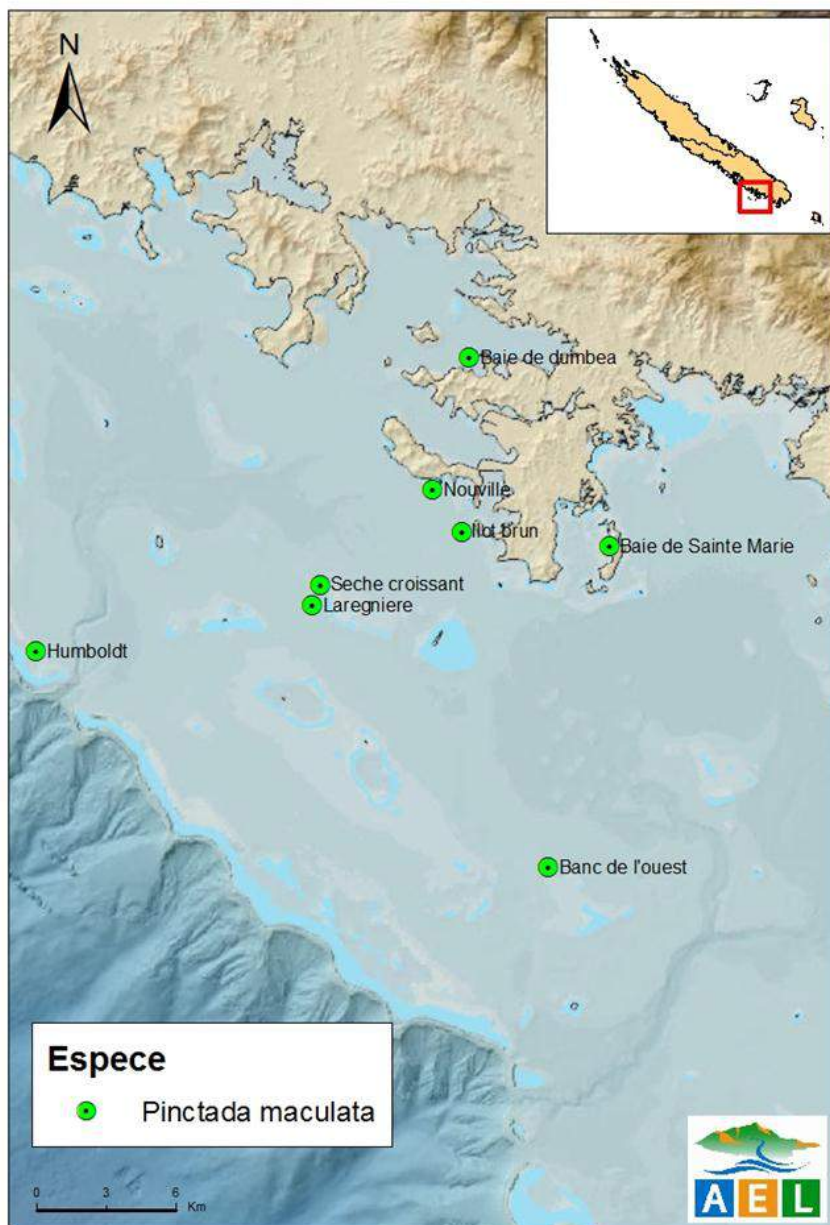 N
Baie de dumbea
Nouville
Ilot brun
Baie de Sainte Marie
Seche croissant
Laregniere
Humboldt
Banc de l'ouest
Espece
Pinctada maculata
0 3 6
Km
AEL